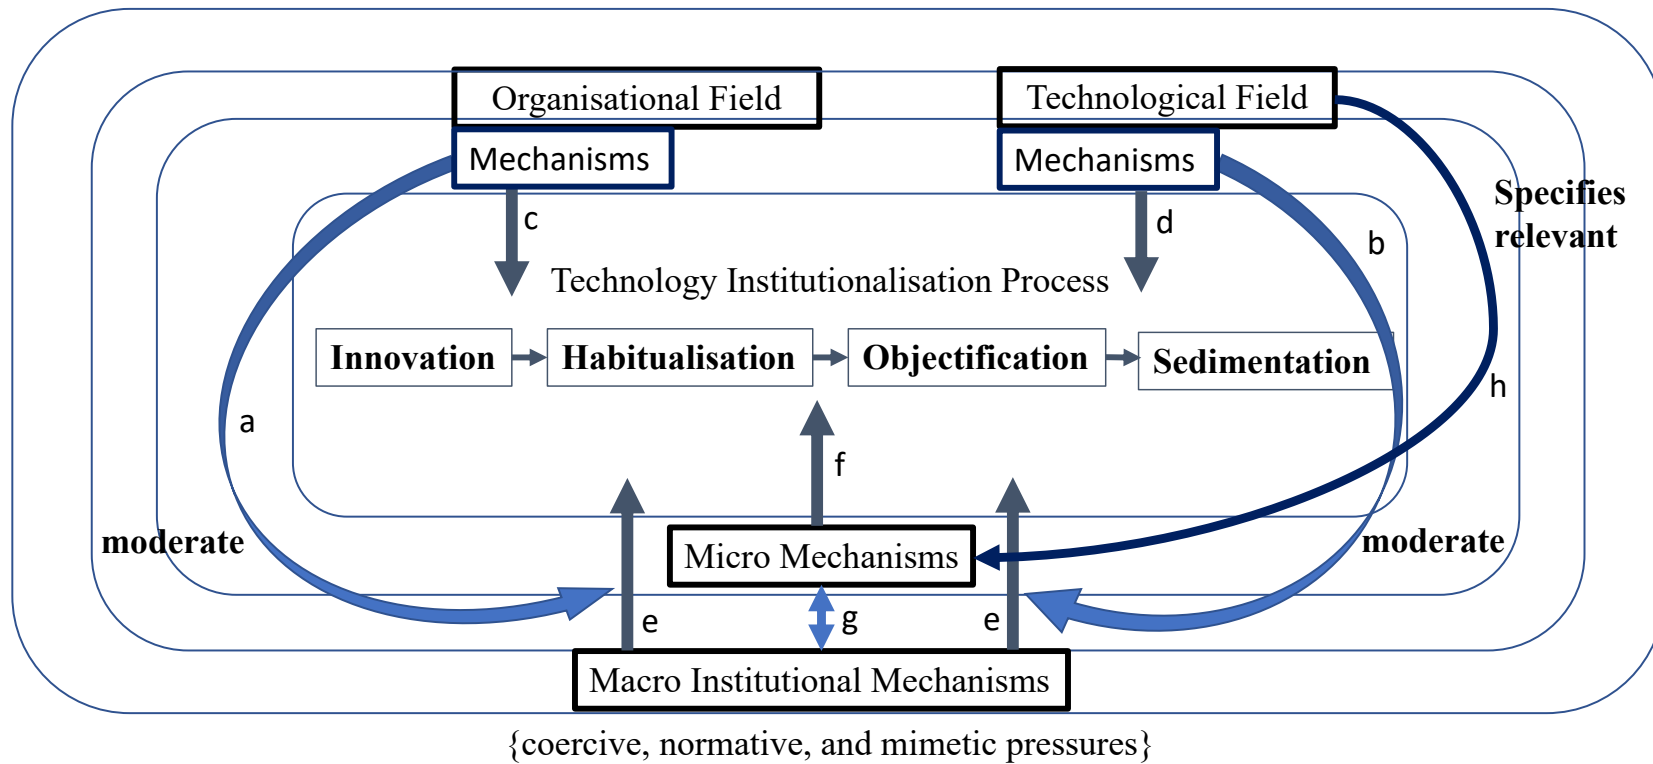 Organisational Field
Technological Field
Mechanisms
Mechanisms
Specifies
relevant
c
d
b
Technology Institutionalisation Process
Innovation
Habitualisation
Objectification
Sedimentation
h
a
f
moderate
moderate
Micro Mechanisms
e
g
e
Macro Institutional Mechanisms
{coercive, normative, and mimetic pressures}